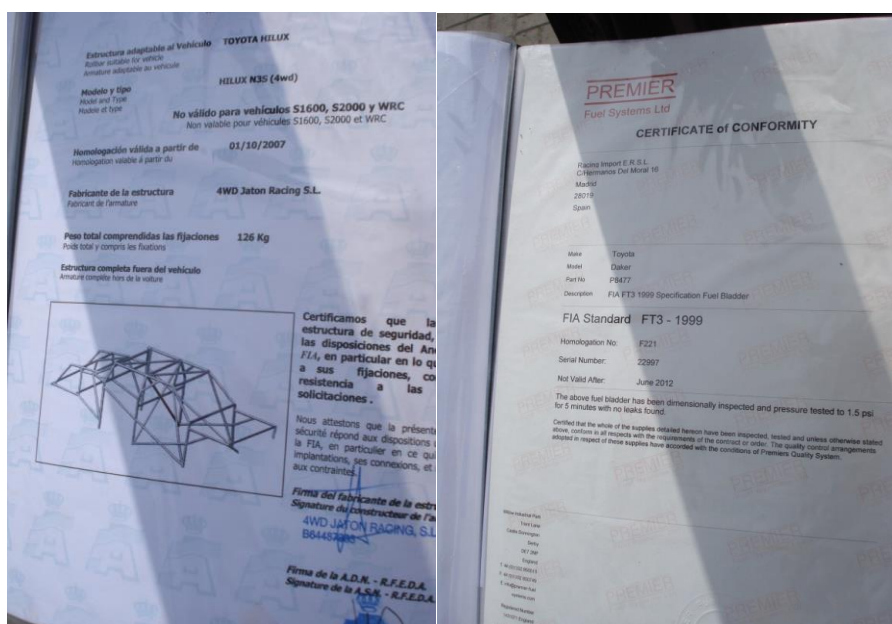 Estructura adaptable al Vehículo TOYOTA HILUX
Rollbar suitable for vehicle
Armature adaptable au vehicule
Modelo y tipo HILUX N3S (4wd)
Model and Type
Modele et type
No válido para vehículos S1600, S2000 y WRC
Non valable pour véhicules S1600, S2000 et WRC
Homologación válida a partir de 01/10/2007
Homologation valable á partir du
Fabricante de la estructura 4WD Jaton Racing S.L.
Fabricant de l'armature
Peso total comprendidas las fijaciones 126 Kg
Poids total y compris les fixations
Estructura completa fuera del vehículo
Armature complète hors de la voiture
Certificamos que la
estructura de seguridad,
las disposiciones del
FIA, en particular en lo
a sus fijaciones,
resistencia a las
solicitaciones.
Nous attestons que la
sécurité répond aux dispositions
la FIA, en particulier en ce
implantations, ses connexions, et
aux contraintes
Firma del fabricante de la
Signature du constructeur de
4WD JATON RACING, S.L
Firma de la A.D.N. - R.F.E.D.A.
Signature de la A.S.N. - R.F.E.D.A.
PREMIER
Fuel Systems Ltd
CERTIFICATE of CONFORMITY
Racing Import E.R.S.L.
C/Hermanos Del Moral 16
Madrid
28019
Spain
Make Toyota
Model Daker
Part No P8477
Description FIA FT3 1999 Specification Fuel Bladder
FIA Standard FT3 - 1999
Homologation No: F221
Serial Number: 22997
Not Valid After: June 2012
The above fuel bladder has been dimensionally inspected and pressure tested to 1.5 psi
for 5 minutes with no leaks found.
Certified that the whole of the supplies detailed hereon have been inspected, tested and unless otherwise stated
above, conform in all respects with the requirements of the contract or order. The quality control arrangements
adopted in respect of these supplies have accorded with the conditions of Premiers Quality System.
Trent Lane
Castle Donington
Derby
England
Registered Number
England